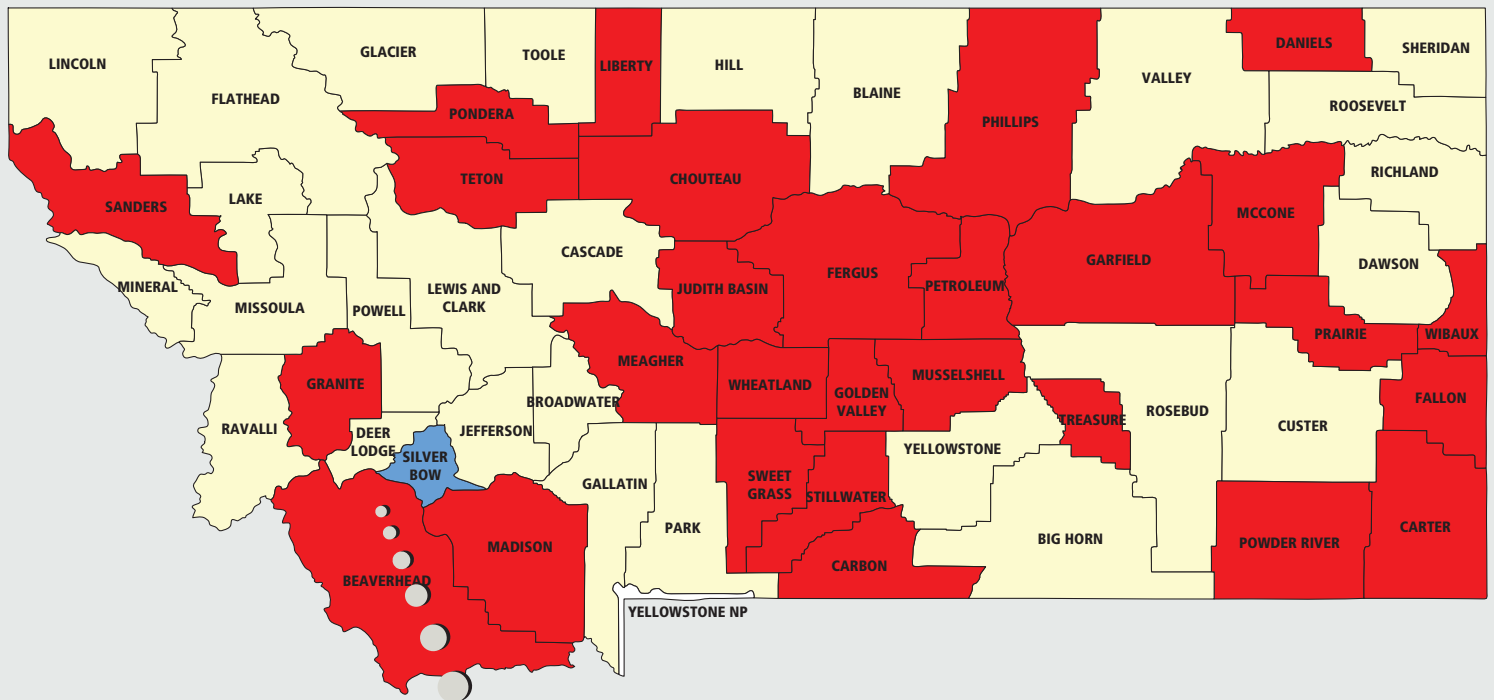 LINCOLN
FLATHEAD
GLACIER
TOOLE
LIBERTY
HILL
BLAINE
PHILLIPS
VALLEY
DANIELS
SHERIDAN
ROOSEVELT
PONDERA
TETON
CHOUTEAU
RICHLAND
SANDERS
LAKE
MCCONE
CASCADE
FERGUS
GARFIELD
DAWSON
MINERAL
MISSOULA
POWELL
LEWIS AND
CLARK
JUDITH BASIN
PETROLEUM
PRAIRIE
WIBAUX
GRANITE
MEAGHER
WHEATLAND
GOLDEN
VALLEY
MUSSELSHELL
TREASURE
ROSEBUD
CUSTER
FALLON
RAVALLI
DEER
LODGE
SILVER
BOW
JEFFERSON
BROADWATER
GALLATIN
PARK
SWEET
GRASS
STILLWATER
YELLOWSTONE
BIG HORN
POWDER RIVER
CARTER
BEAVERHEAD
MADISON
CARBON
YELLOWSTONE NP